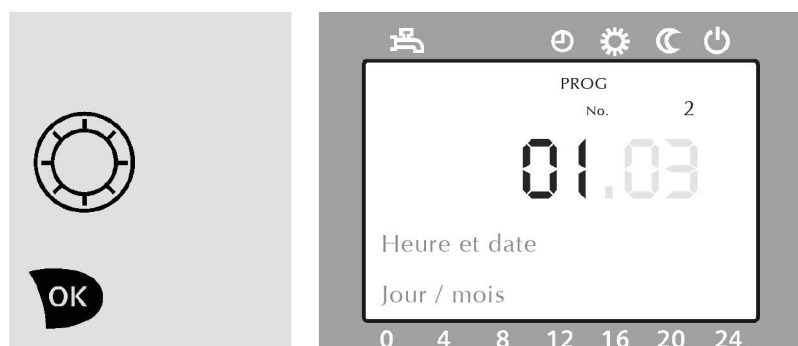 PROG
No. 2
01.03
Heure et date
Jour / mois
OK
0 4 8 12 16 20 24